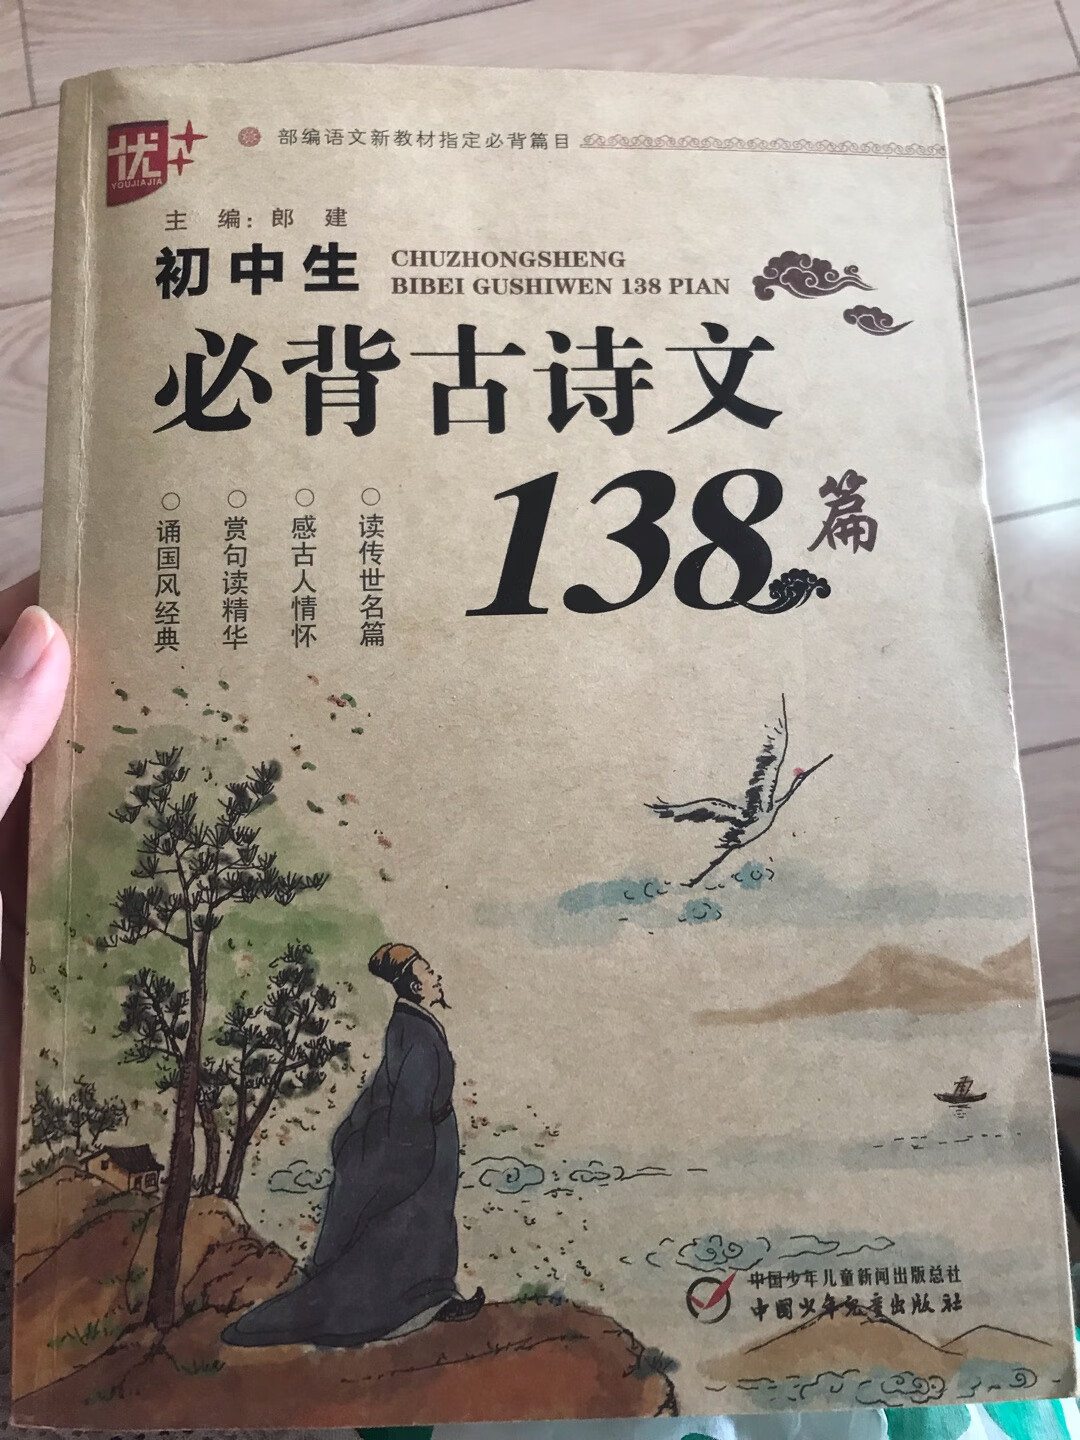 优
YOUJIAJIA
部编语文新教材指定必背篇目
主 编：郎 建
初中生
CHUZHONGSHENG
BIBEI GUSHIWEN 138 PIAN
必背古诗文
138篇
○读传世名篇
○感古人情怀
○赏句读精华
○诵国风经典
中国少年儿童新闻出版总社
中国少年儿童出版社